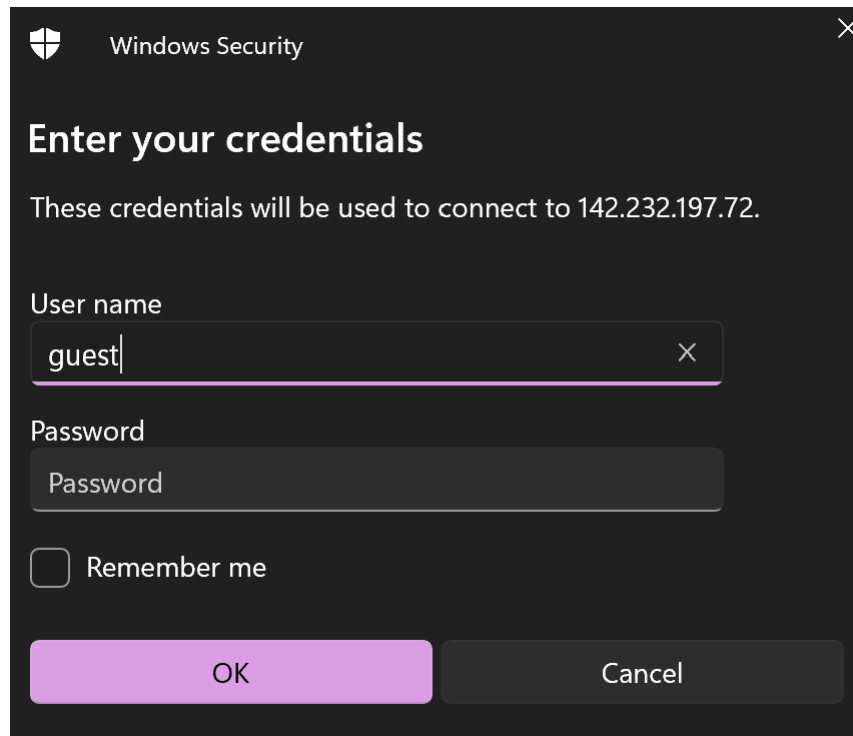 Windows Security
Enter your credentials
These credentials will be used to connect to 142.232.197.72.
User name
guest
Password
Password
Remember me
OK Cancel